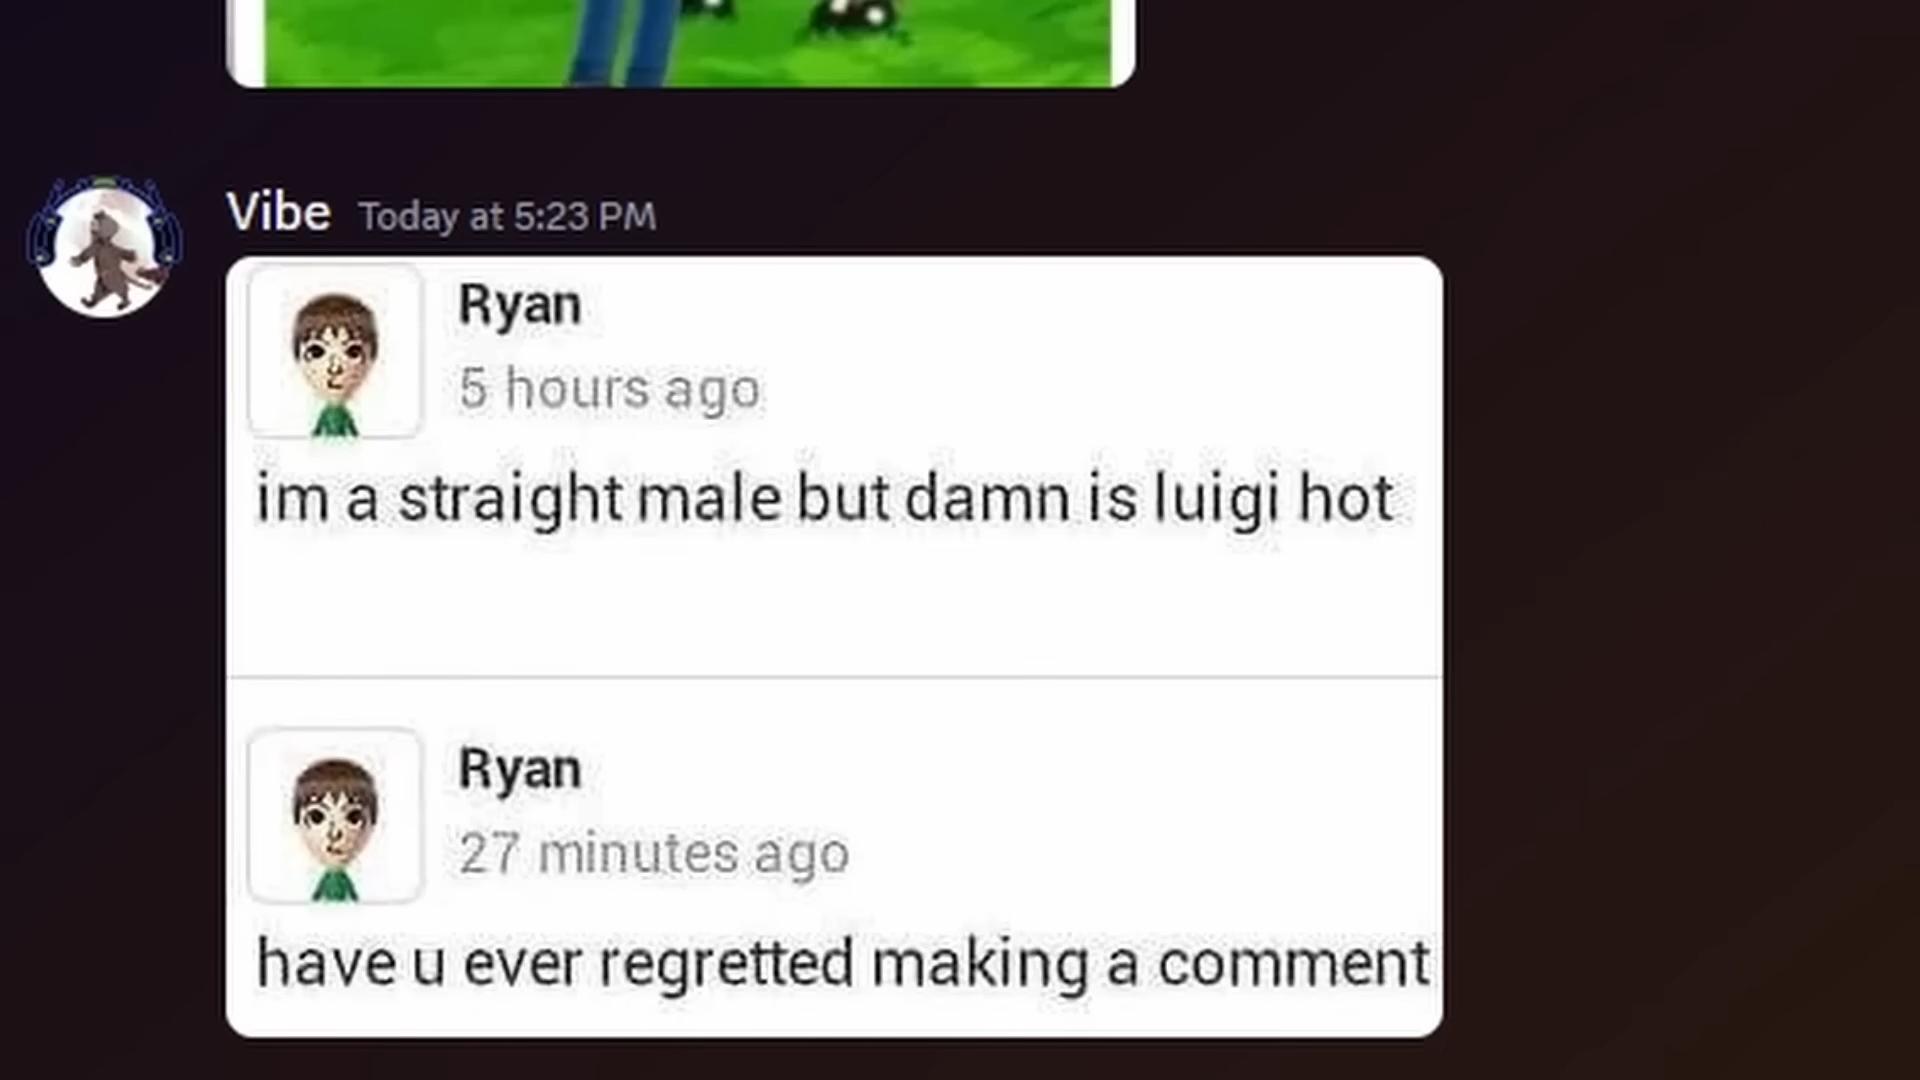 Vibe Today at 5:23 PM
Ryan
5 hours ago
im a straight male but damn is luigi hot
Ryan
27 minutes ago
have u ever regretted making a comment